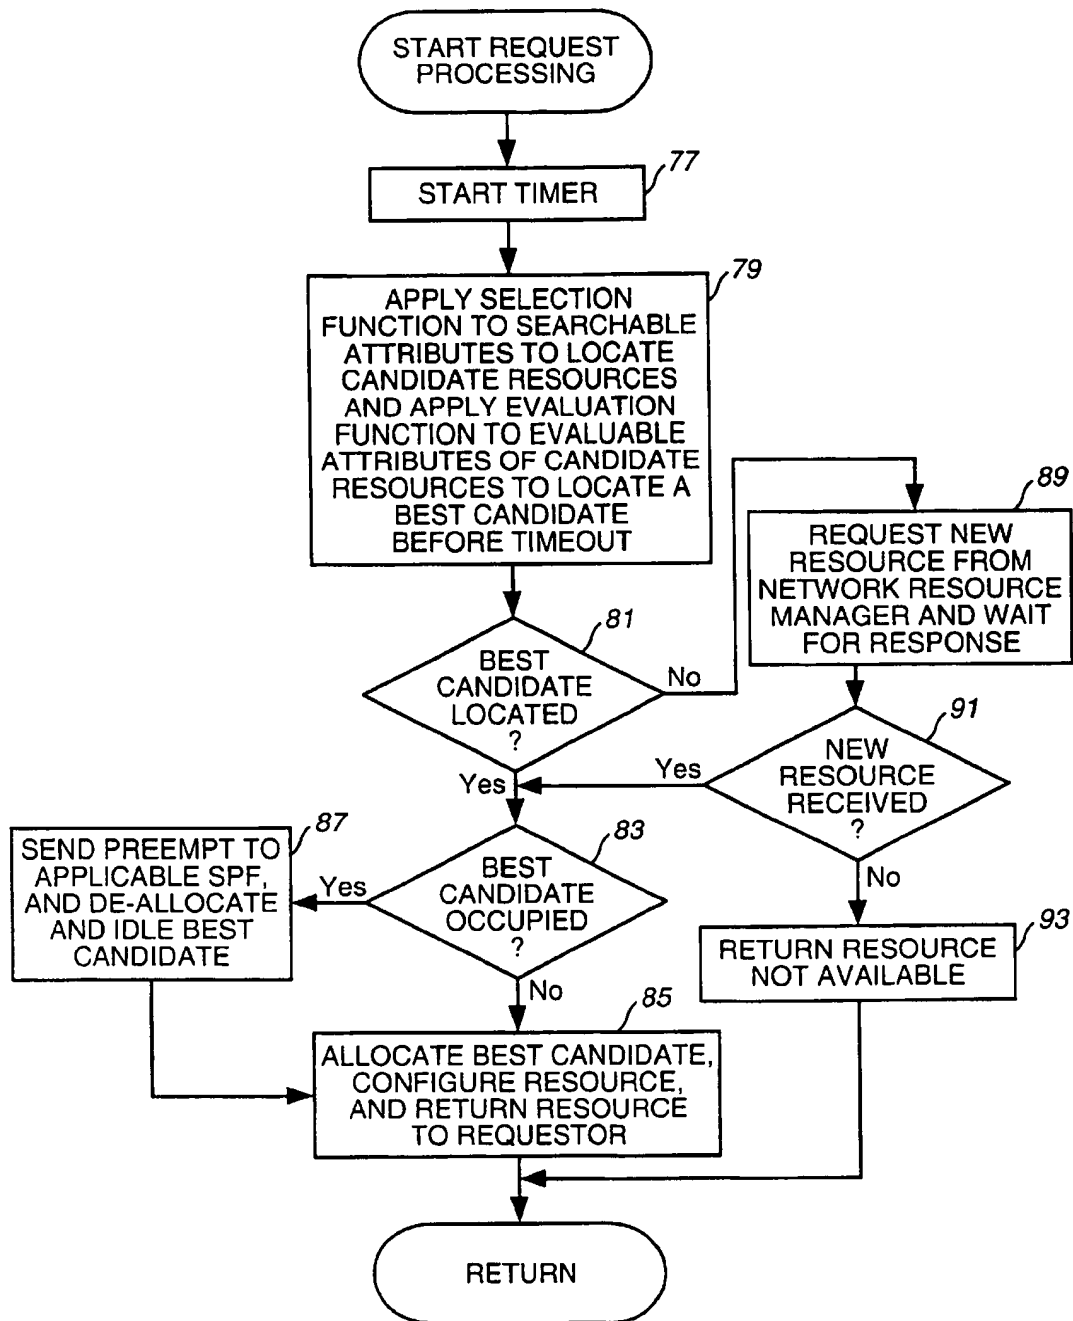 START REQUEST
PROCESSING
77
START TIMER
79
APPLY SELECTION
FUNCTION TO SEARCHABLE
ATTRIBUTES TO LOCATE
CANDIDATE RESOURCES
AND APPLY EVALUATION
FUNCTION TO EVALUABLE
ATTRIBUTES OF CANDIDATE
RESOURCES TO LOCATE A
BEST CANDIDATE
BEFORE TIMEOUT
89
REQUEST NEW
RESOURCE FROM
NETWORK RESOURCE
MANAGER AND WAIT
FOR RESPONSE
81
BEST
CANDIDATE
LOCATED
?
No
Yes
91
NEW
RESOURCE
RECEIVED
?
Yes
No
87
SEND PREEMPT TO
APPLICABLE SPF,
AND DE-ALLOCATE
AND IDLE BEST
CANDIDATE
83
BEST
CANDIDATE
OCCUPIED
?
Yes
No
93
RETURN RESOURCE
NOT AVAILABLE
85
ALLOCATE BEST CANDIDATE,
CONFIGURE RESOURCE,
AND RETURN RESOURCE
TO REQUESTOR
RETURN